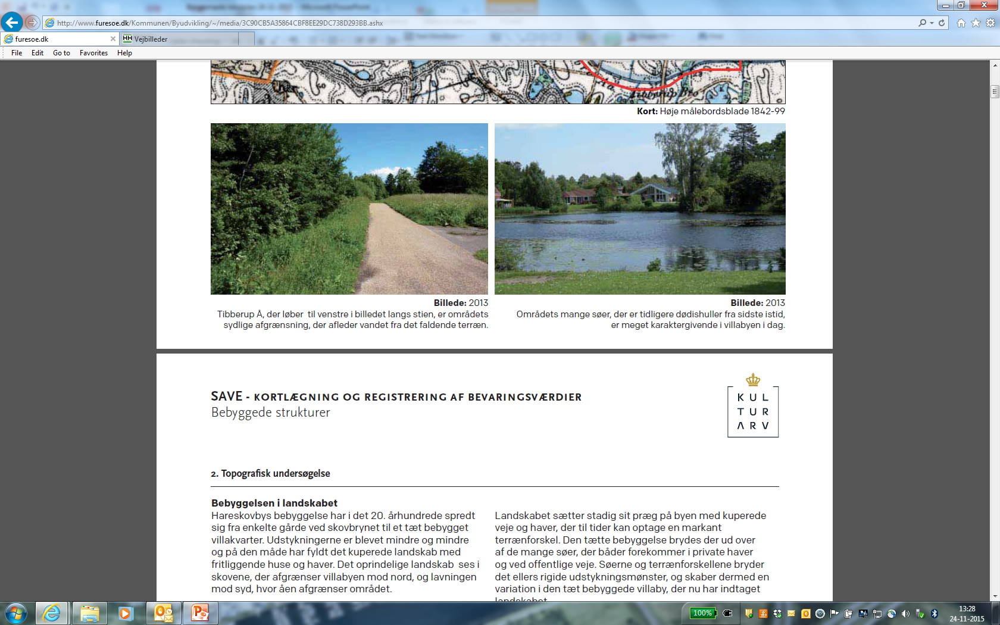 http://www.furesoe.dk/Kommunen/Byudvikling/~/media/3C90CB5A35864CBF8EE29DC738D293BB.ashx
furesoe.dk
HH Vejbilleder
File Edit Go to Favorites Help
Tibberup Bro
Kort: Høje målebordsblade 1842-99
Billede: 2013
Tibberup Å, der løber til venstre i billedet langs stien, er områdets
sydlige afgrænsning, der afleder vandet fra det faldende terræn.
Billede: 2013
Områdets mange søer, der er tidligere dødishuller fra sidste istid,
er meget karaktergivende i villabyen i dag.
SAVE - KORTLÆGNING OG REGISTRERING AF BEVARINGSVÆRDIER
Bebyggede strukturer
KUL
TUR
ARV
2. Topografisk undersøgelse
Bebyggelsen i landskabet
Hareskovbys bebyggelse har i det 20. århundrede spredt
sig fra enkelte gårde ved skovbrynet til et tæt bebygget
villakvarter. Udstykningerne er blevet mindre og mindre
og på den måde har fyldt det kuperede landskab med
fritliggende huse og haver. Det oprindelige landskab ses i
skovene, der afgrænser villabyen mod nord, og lavningen
mod syd, hvor åen afgrænser området.
Landskabet sætter stadig sit præg på byen med kuperede
veje og haver, der til tider kan optage en markant
terrænforskel. Den tætte bebyggelse brydes der ud over
af de mange søer, der båder forekommer i private haver
og ved offentlige veje. Søerne og terrænforskellene bryder
det ellers rigide udstykningsmønster, og skaber dermed en
variation i den tæt bebyggede villaby, der nu har indtaget
landskabet
100%
13:28
24-11-2015